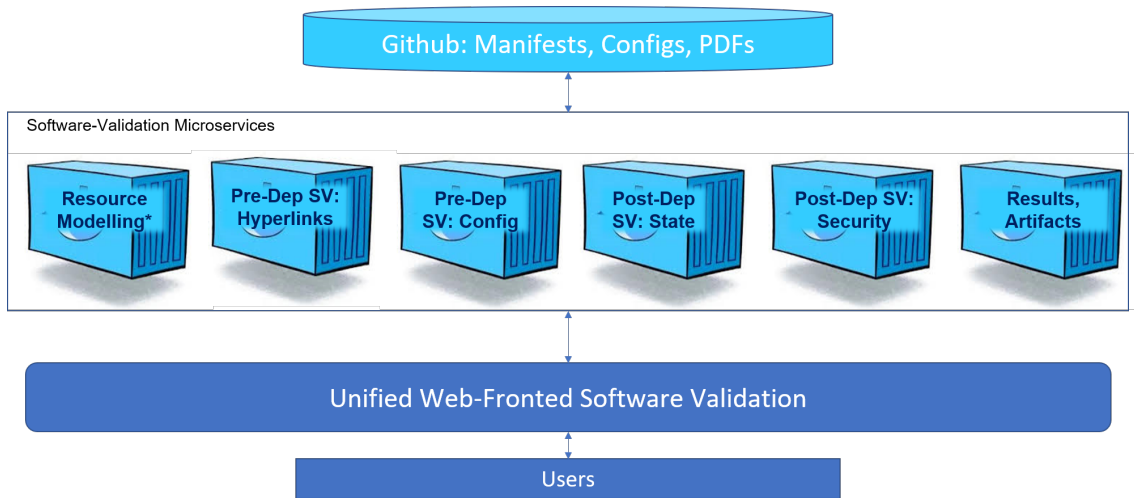 Github: Manifests, Configs, PDFs
Software-Validation Microservices
Resource
Modelling*
Pre-Dep SV:
Hyperlinks
Pre-Dep
SV: Config
Post-Dep
SV: State
Post-Dep SV:
Security
Results,
Artifacts
Unified Web-Fronted Software Validation
Users